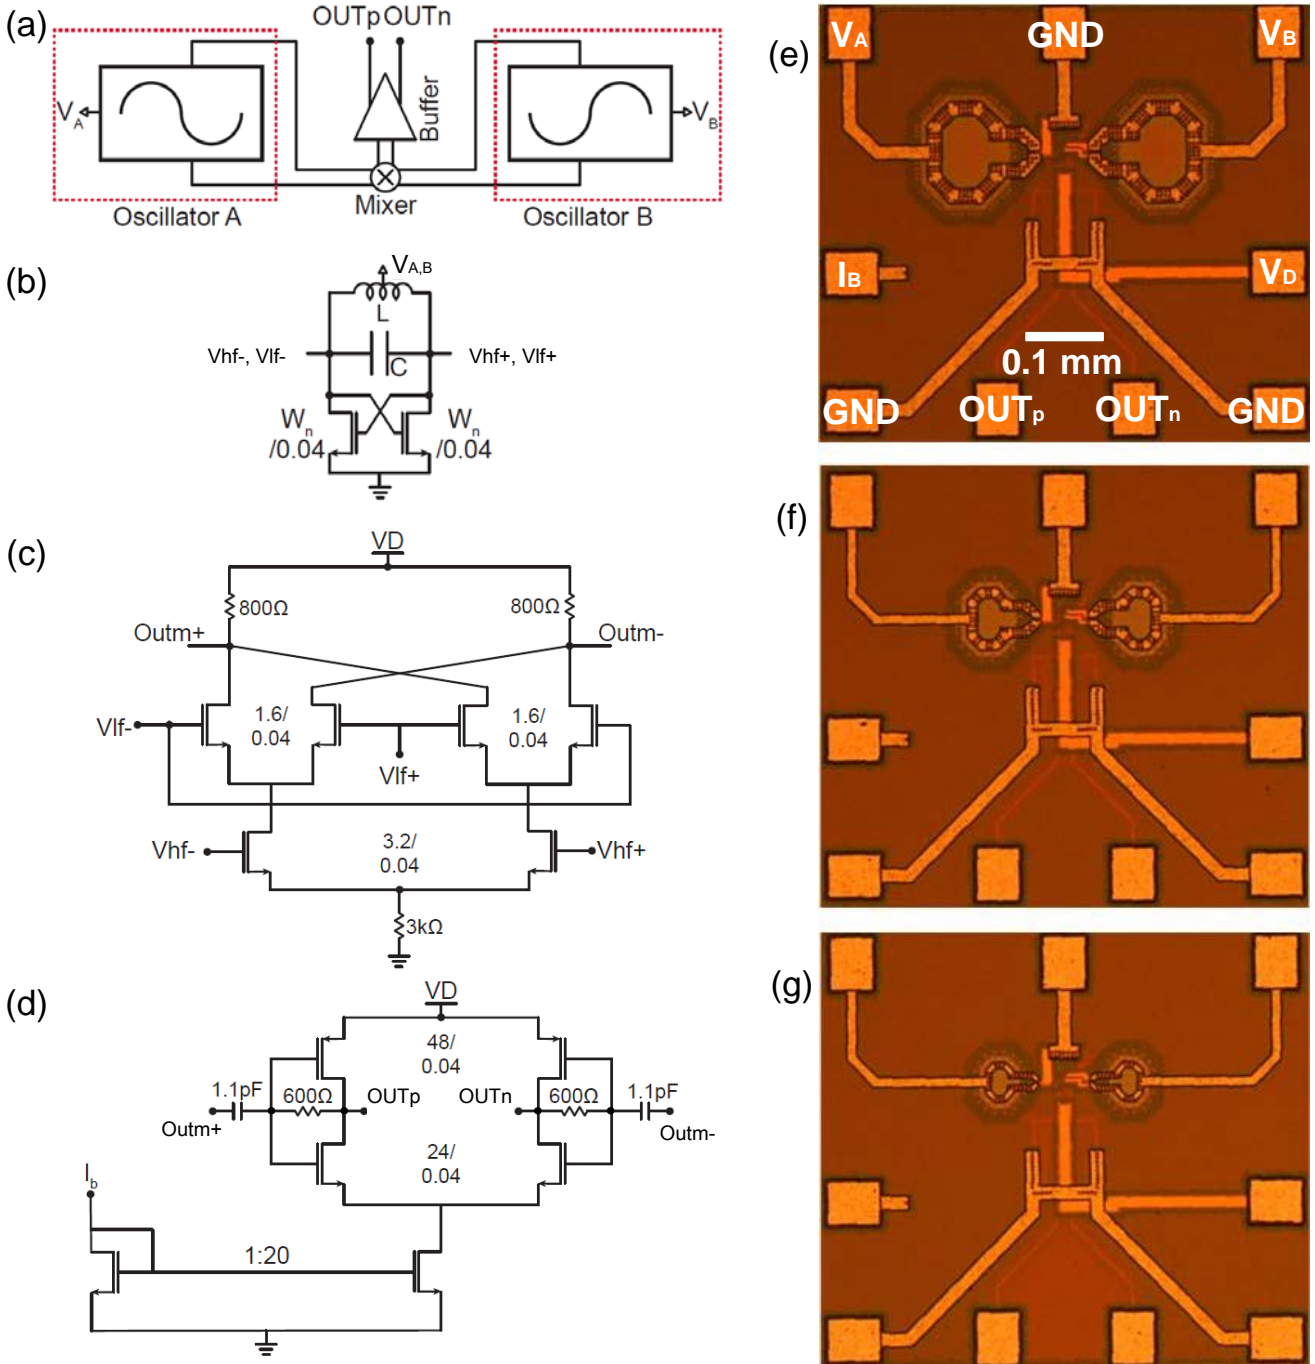 (a)
OUTp OUTn
VA
Buffer
VB
Mixer
Oscillator A
Oscillator B
(b)
VA,B
L
Vhf-, Vlf-
Vhf+, Vlf+
C
Wn
/0.04
Wn
/0.04
(c)
VD
800Ω
800Ω
Outm+
Outm-
1.6/
0.04
1.6/
0.04
Vlf-
Vlf+
Vhf-
3.2/
0.04
Vhf+
3kΩ
(d)
VD
48/
0.04
1.1pF
600Ω
OUTp
OUTn
600Ω
1.1pF
Outm+
Outm-
24/
0.04
Ib
1:20
(e)
VA
GND
VB
IB
VD
0.1 mm
GND
OUTp
OUTn
GND
(f)
(g)